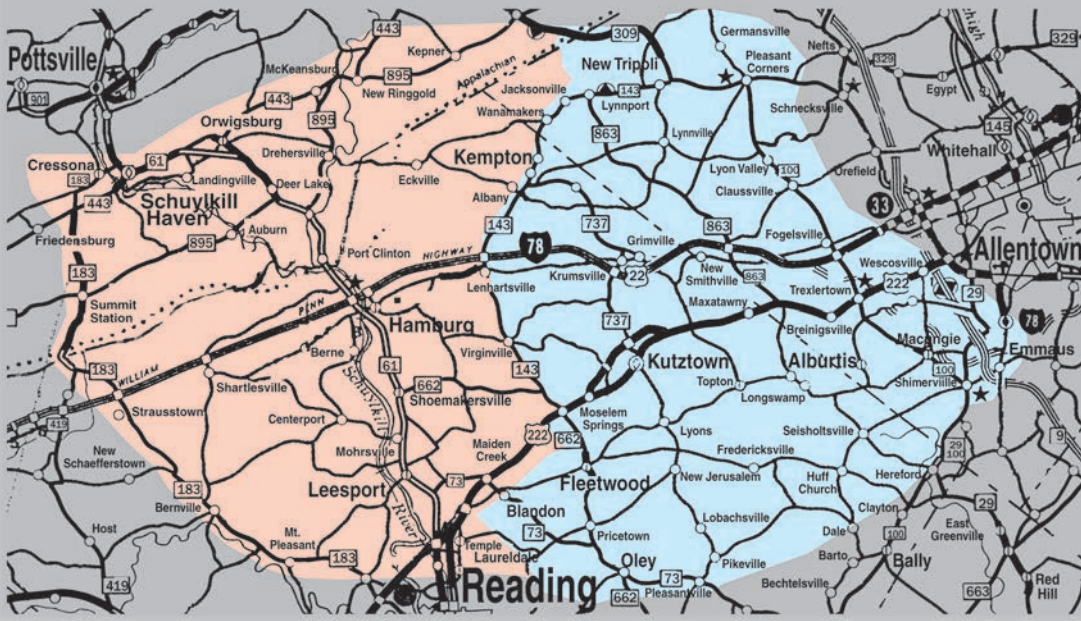 443
309
Germansville
Nefts
329
Pottsville
Kepner
New Tripoli
Pleasant
Corners
329
McKeansburg
895
Appalachian
Jacksonville
143
Egypt
901
443
New Ringgold
Wanamakers
Lynnport
Schnecksville
145
Orwigsburg
895
863
Lynnville
Whitehall
Cressona
61
Drehersville
Kempton
Lyon Valley
100
Orefield
183
Landingville
Deer Lake
Eckville
Claussville
443
Schuylkill
Haven
Albany
33
Friedensburg
895
Auburn
143
737
863
Fogelsville
Allentown
Port Clinton
HIGHWAY
78
Grimville
Wescosville
183
Lenhartsville
Krumsville
22
New
Smithville
863
Trexlertown
222
29
Summit
Station
PENN
Hamburg
Maxatawny
78
WILLIAM
Berne
Virginville
737
Breinigsville
Macungie
Emmaus
183
Shartlesville
Schuylkill
61
143
Kutztown
Alburtis
100
Shimerville
Strausstown
662
Shoemakersville
Topton
Longswamp
419
Centerport
Moselem
Springs
Lyons
Seisholtsville
9
New
Schaefferstown
Mohrsville
Maiden
Creek
222
662
Fredericksville
29
100
183
Leesport
73
Fleetwood
New Jerusalem
Huff
Church
Hereford
29
Bernville
River
Blandon
Clayton
Host
Mt.
Pleasant
73
Pricetown
Lobachsville
Dale
100
East
Greenville
183
Temple
Laureldale
Oley
Pikeville
Barto
Bally
419
Reading
73
Pleasantville
Bechtelsville
Red
Hill
662
663